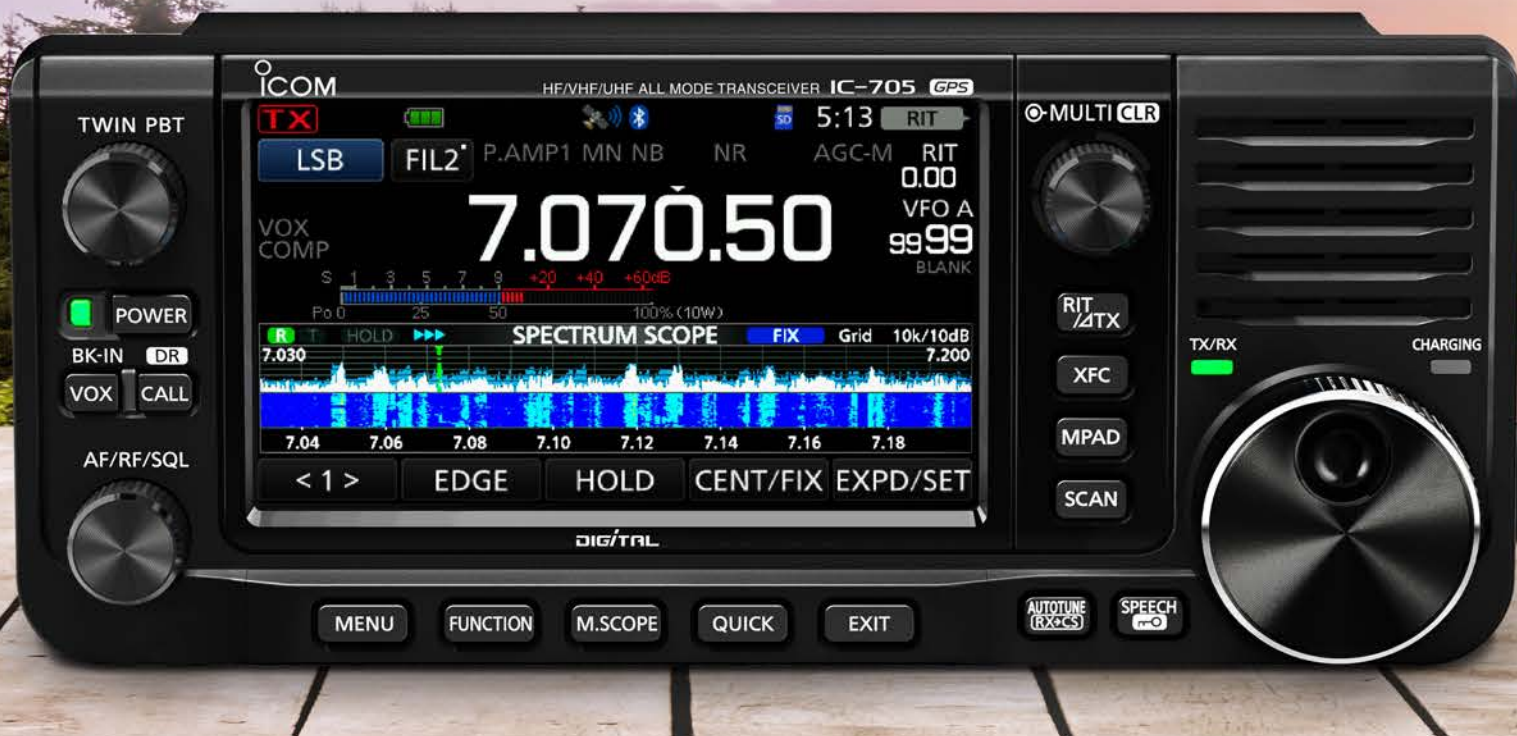 ICOM
HF/VHF/UHF ALL MODE TRANSCEIVER IC-705 GPS
TWIN PBT
TX
SD
5:13
RIT
MULTI CLR
LSB
FIL2
P.AMP1 MN NB NR AGC-M
RIT
0.00
VOX
COMP
7.070.50
VFO A
99 99
BLANK
S 1 3 5 7 9 +20 +40 +60dB
Po 0 25 50 100% (10W)
POWER
BK-IN DR
VOX CALL
AF/RF/SQL
R T HOLD SPECTRUM SCOPE FIX Grid 10k/10dB
7.030 7.200
7.04 7.06 7.08 7.10 7.12 7.14 7.16 7.18
< 1 > EDGE HOLD CENT/FIX EXPD/SET
DIGITAL
RIT
/⊿TX
XFC
MPAD
SCAN
TX/RX
CHARGING
MENU FUNCTION M.SCOPE QUICK EXIT
AUTOTUNE
RX→CS
SPEECH